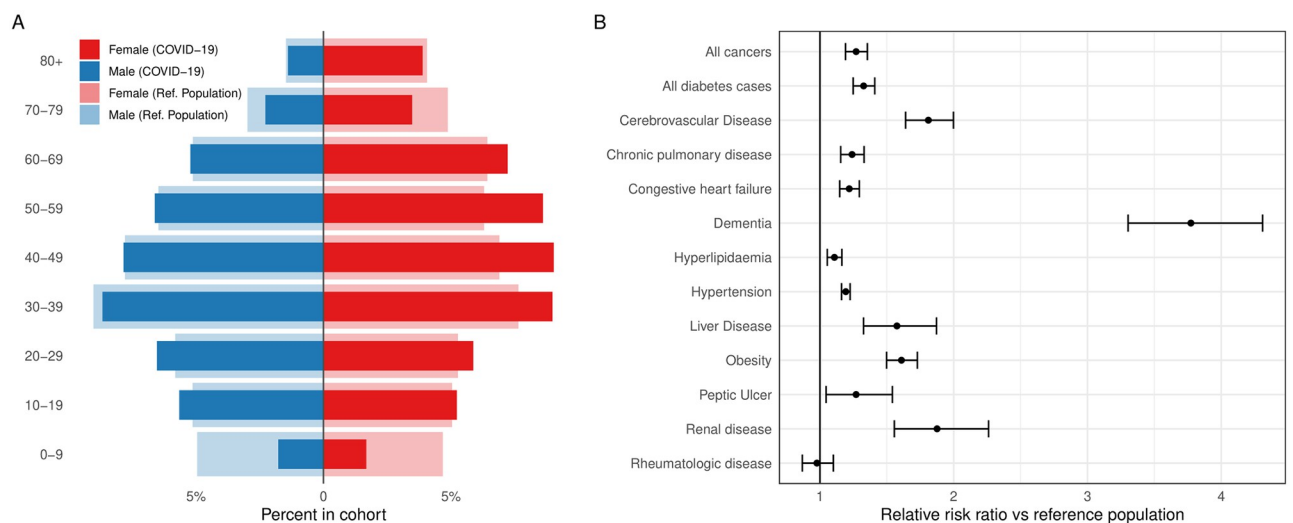 A
Female (COVID−19)
Male (COVID−19)
Female (Ref. Population)
Male (Ref. Population)
80+
70−79
60−69
50−59
40−49
30−39
20−29
10−19
0−9
5% 0 5%
Percent in cohort
B
All cancers
All diabetes cases
Cerebrovascular Disease
Chronic pulmonary disease
Congestive heart failure
Dementia
Hyperlipidaemia
Hypertension
Liver Disease
Obesity
Peptic Ulcer
Renal disease
Rheumatologic disease
1 2 3 4
Relative risk ratio vs reference population